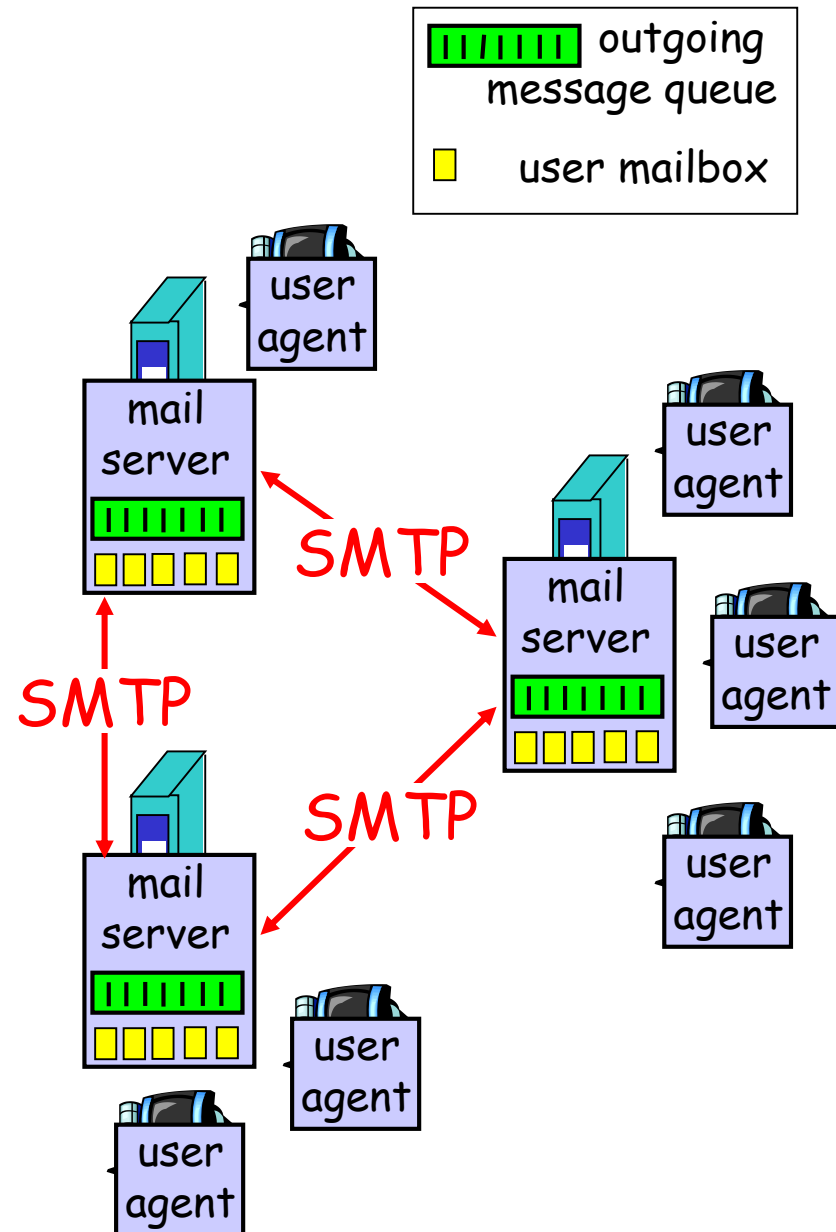 outgoing
message queue
user mailbox
user
agent
mail
server
user
agent
SMTP
mail
server
user
agent
SMTP
SMTP
mail
server
user
agent
user
agent
user
agent